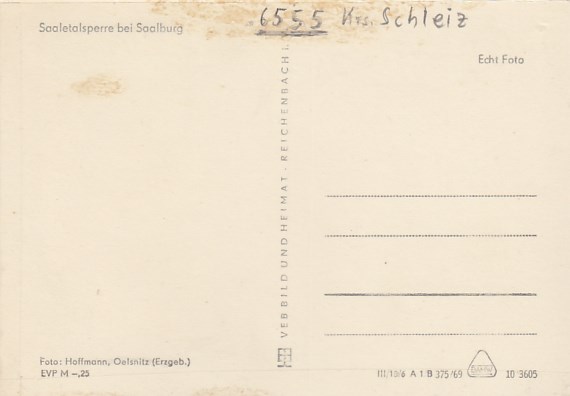 6555 Krs. Schleiz
Saaletalsperre bei Saalburg
Echt Foto
VEB BILD UND HEIMAT · REICHENBACH i.
Foto: Hoffmann, Oelsnitz (Erzgeb.)
EVP M –,25
III/18/6 A 1 B 375/69
10 3605